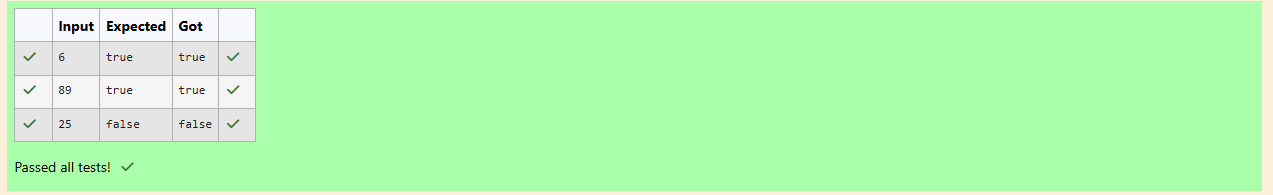 Input Expected Got
6 true true
89 true true
25 false false
Passed all tests!